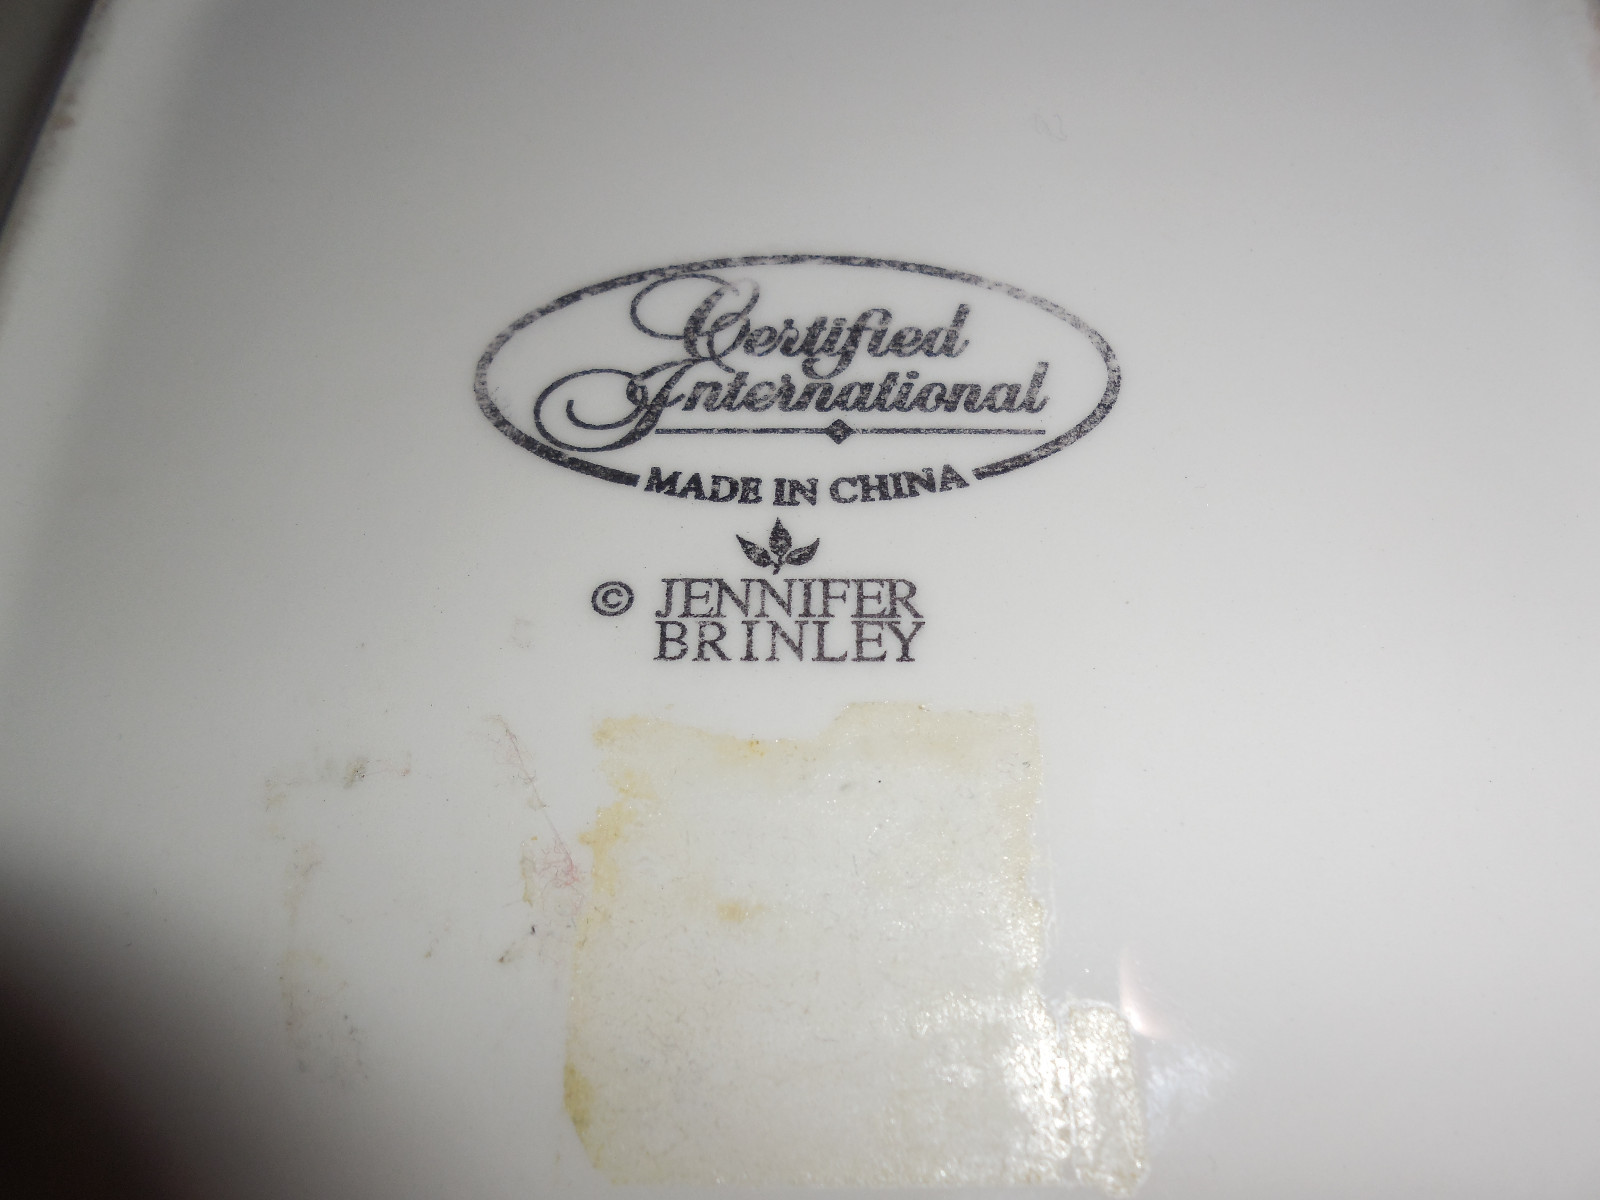 Certified
International
MADE IN CHINA
© JENNIFER
BRINLEY